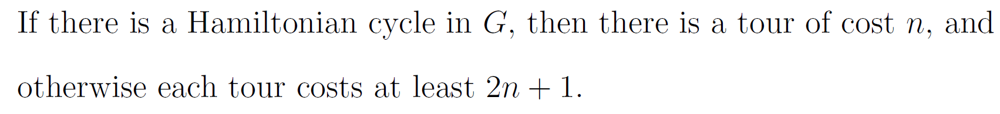 If there is a Hamiltonian cycle in G, then there is a tour of cost n, and
otherwise each tour costs at least 2n + 1.